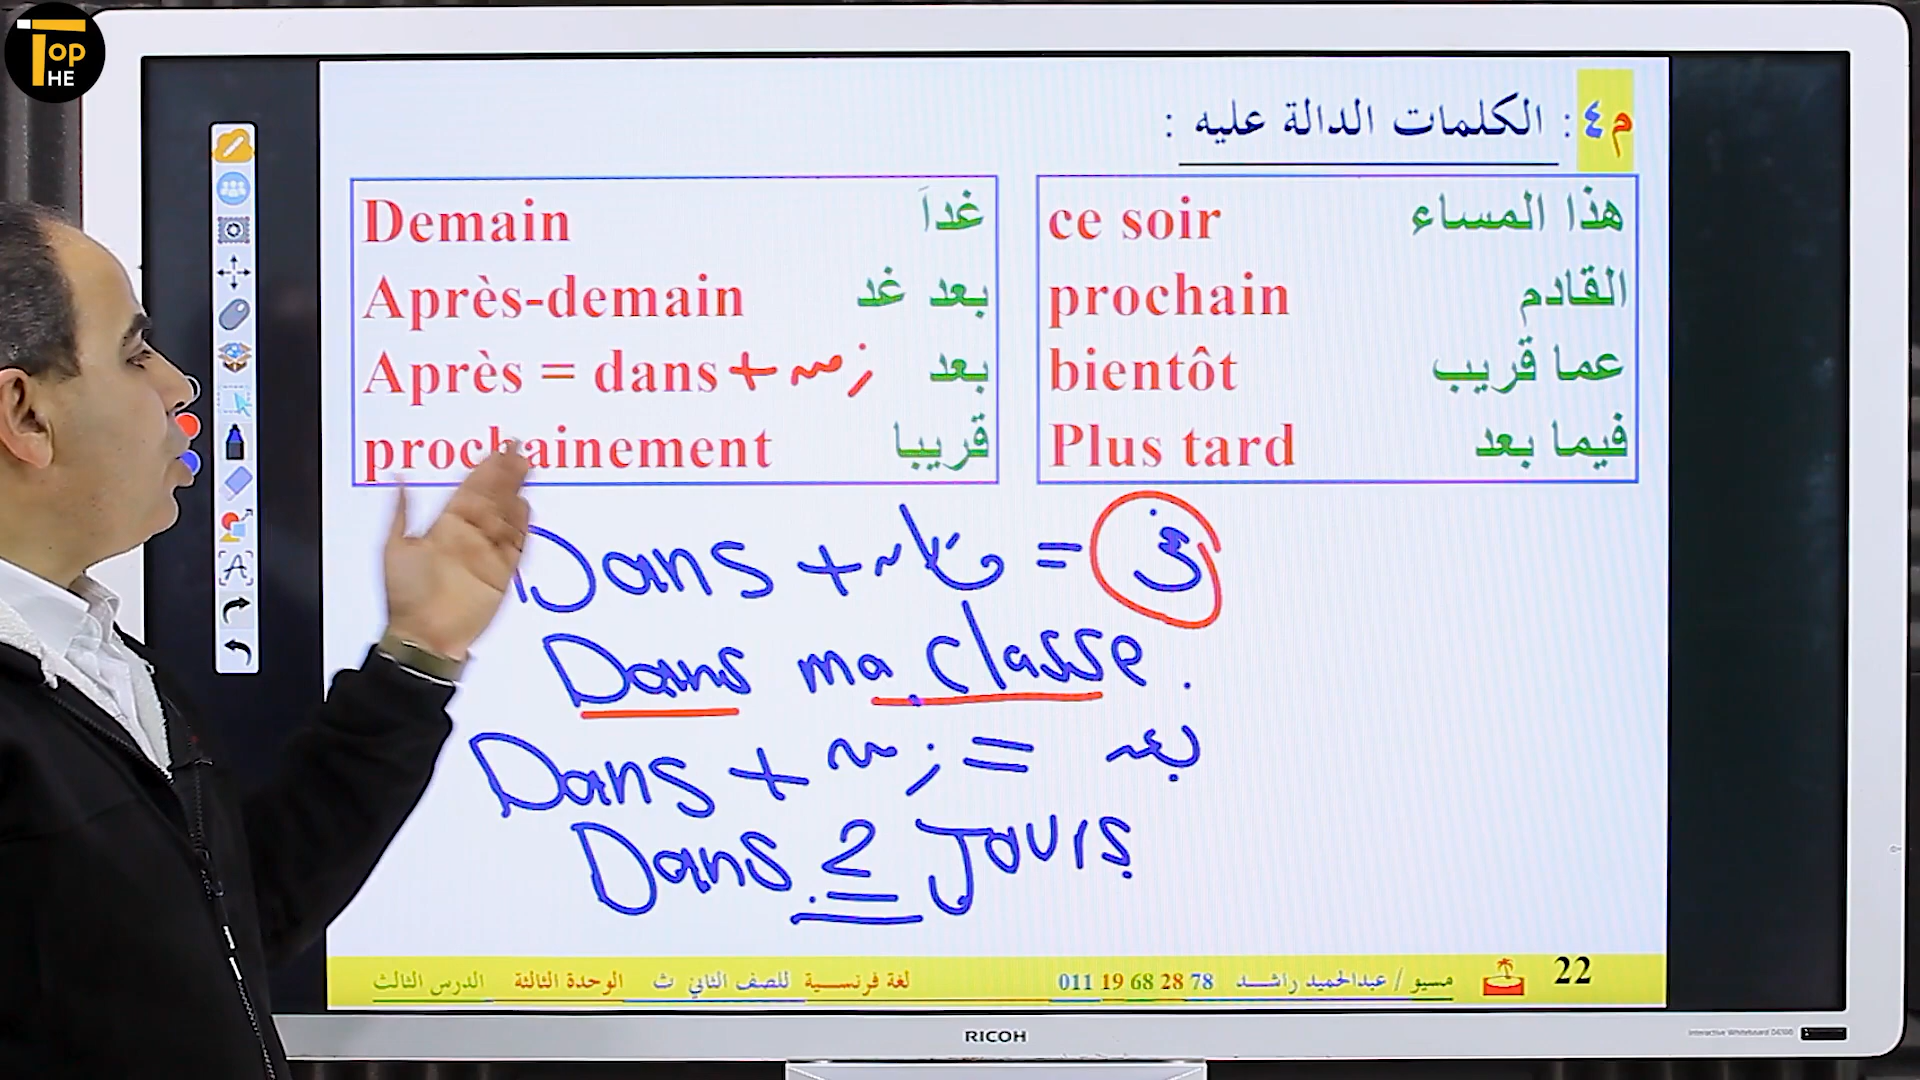 TOP
THE
م٤ : الكلمات الدالة عليه :
Demain غداً
Après-demain بعد غد
Après = dans + زمن بعد
prochainement قريبا
ce soir هذا المساء
prochain القادم
bientôt عما قريب
Plus tard فيما بعد
Dans + مكان = في
Dans ma classe.
Dans + زمن = بعد
Dans 2 Jours.
22 مسيو / عبدالحميد راشد 011 19 68 28 78 لغة فرنسية للصف الثاني ث الوحدة الثالثة الدرس الثالث
RICOH